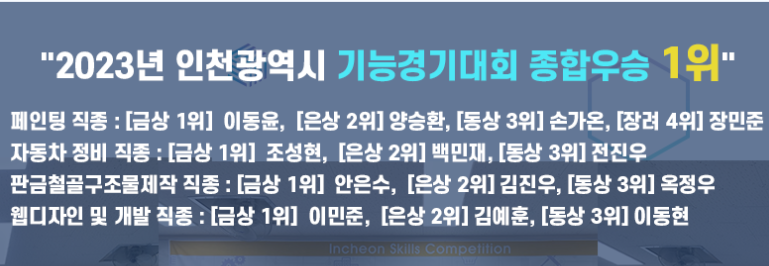 "2023년 인천광역시 기능경기대회 종합우승 1위"
페인팅 직종 : [금상 1위] 이동윤, [은상 2위] 양승환, [동상 3위] 손가온, [장려 4위] 장민준
자동차 정비 직종 : [금상 1위] 조성현, [은상 2위] 백민재, [동상 3위] 전진우
판금철골구조물제작 직종 : [금상 1위] 안은수, [은상 2위] 김진우, [동상 3위] 옥정우
웹디자인 및 개발 직종 : [금상 1위] 이민준, [은상 2위] 김예훈, [동상 3위] 이동현
Incheon Skills Competition